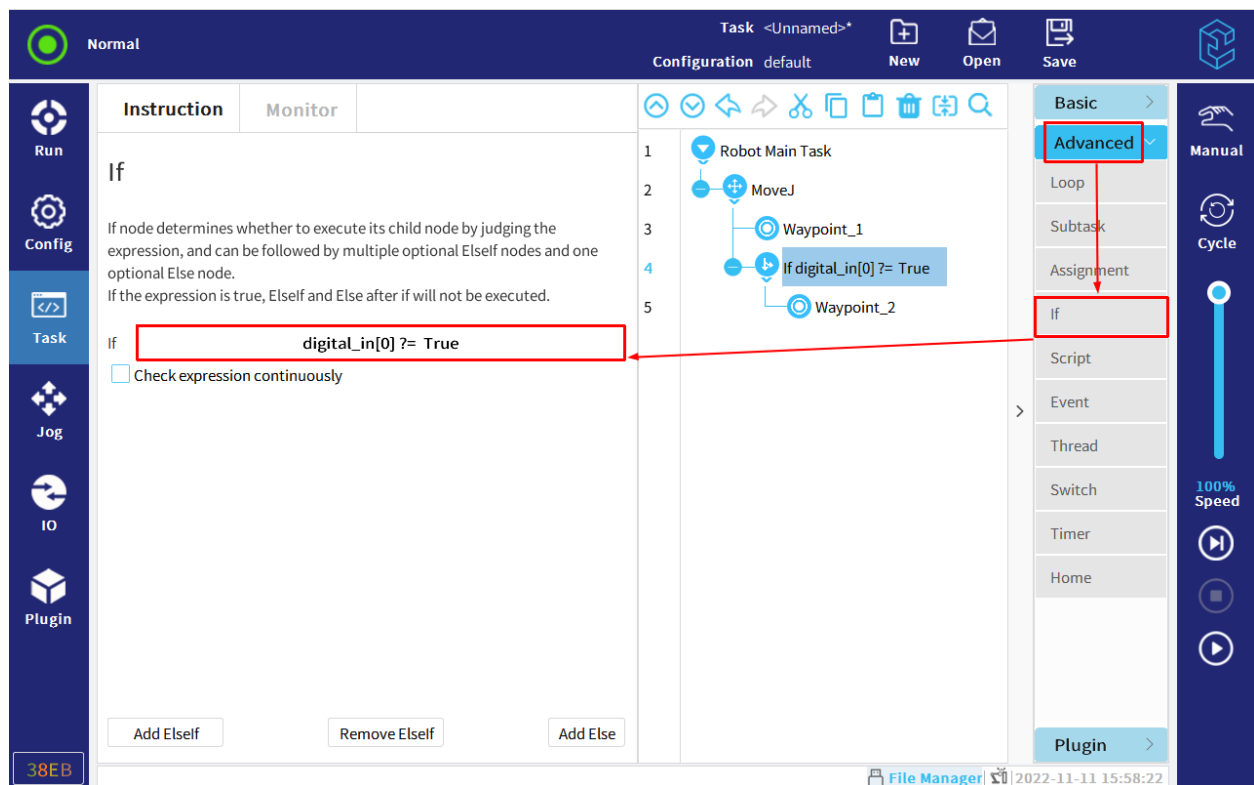 Normal
Task <Unnamed>*
Configuration default
New
Open
Save
Run
Config
Task
Jog
IO
Plugin
38EB
Instruction
Monitor
If
If node determines whether to execute its child node by judging the
expression, and can be followed by multiple optional ElseIf nodes and one
optional Else node.
If the expression is true, ElseIf and Else after if will not be executed.
If digital_in[0] ?= True
Check expression continuously
Add ElseIf
Remove ElseIf
Add Else
1 Robot Main Task
2 MoveJ
3 Waypoint_1
4 If digital_in[0] ?= True
5 Waypoint_2
Basic
Advanced
Loop
Subtask
Assignment
If
Script
Event
Thread
Switch
Timer
Home
Plugin
Manual
Cycle
100%
Speed
File Manager
2022-11-11 15:58:22